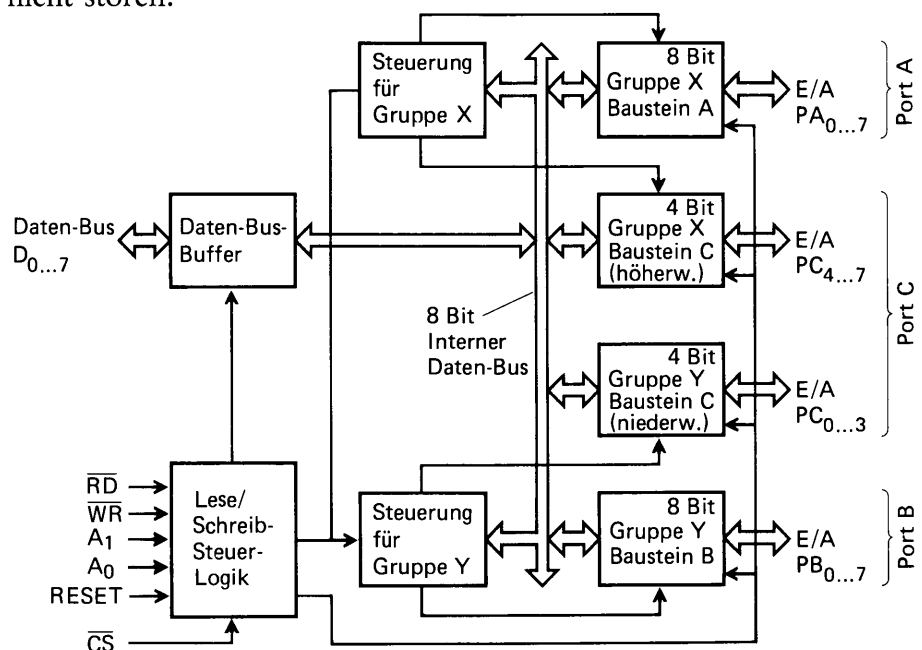 nicht stören.
Steuerung
für
Gruppe X
8 Bit
Gruppe X
Baustein A
E/A
PA0...7
Port A
Daten-Bus
D0...7
Daten-Bus-
Buffer
4 Bit
Gruppe X
Baustein C
(höherw.)
E/A
PC4...7
Port C
8 Bit
Interner
Daten-Bus
4 Bit
Gruppe Y
Baustein C
(niederw.)
E/A
PC0...3
RD
WR
A1
A0
RESET
CS
Lese/
Schreib-
Steuer-
Logik
Steuerung
für
Gruppe Y
8 Bit
Gruppe Y
Baustein B
E/A
PB0...7
Port B